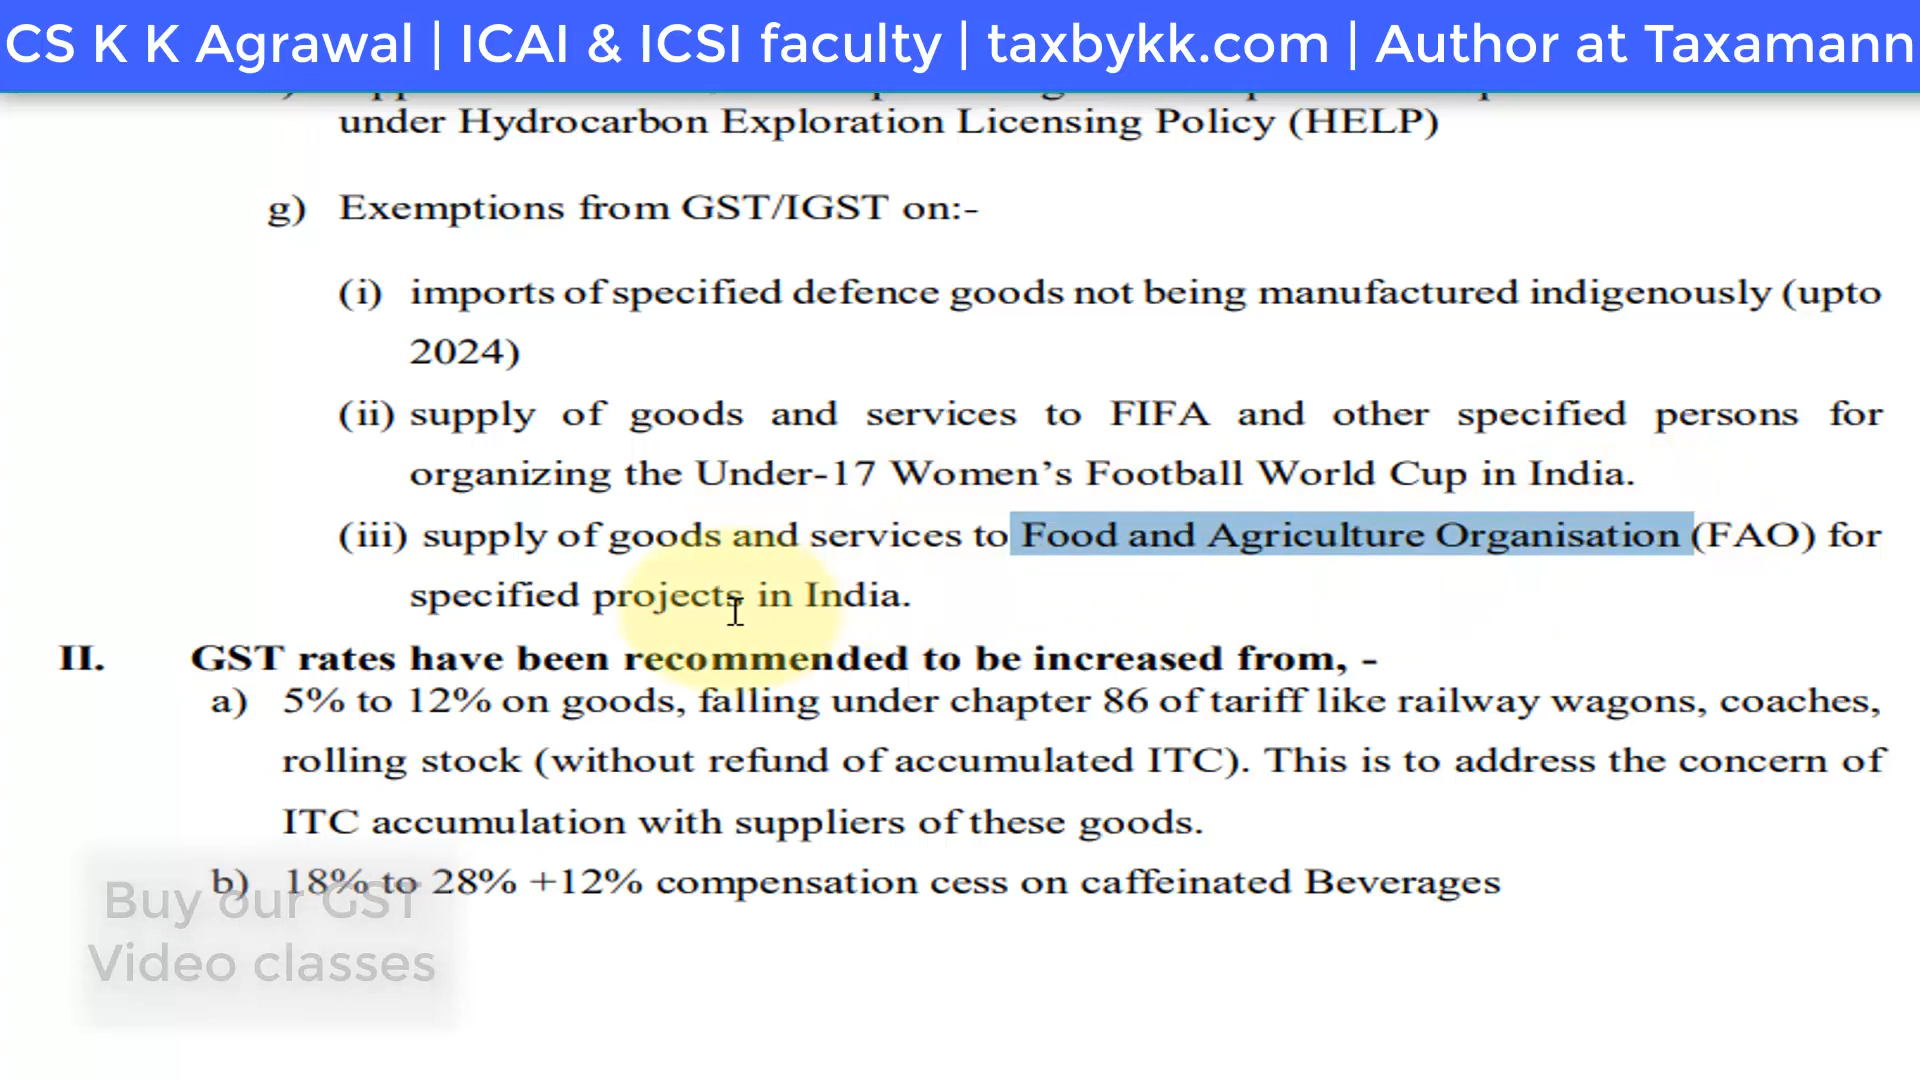 CS K K Agrawal | ICAI & ICSI faculty | taxbykk.com | Author at Taxamann
under Hydrocarbon Exploration Licensing Policy (HELP)
g) Exemptions from GST/IGST on:-
(i) imports of specified defence goods not being manufactured indigenously (upto
2024)
(ii) supply of goods and services to FIFA and other specified persons for
organizing the Under-17 Women’s Football World Cup in India.
(iii) supply of goods and services to Food and Agriculture Organisation (FAO) for
specified projects in India.
II. GST rates have been recommended to be increased from, -
a) 5% to 12% on goods, falling under chapter 86 of tariff like railway wagons, coaches,
rolling stock (without refund of accumulated ITC). This is to address the concern of
ITC accumulation with suppliers of these goods.
b) 18% to 28% +12% compensation cess on caffeinated Beverages
Buy our GST
Video classes